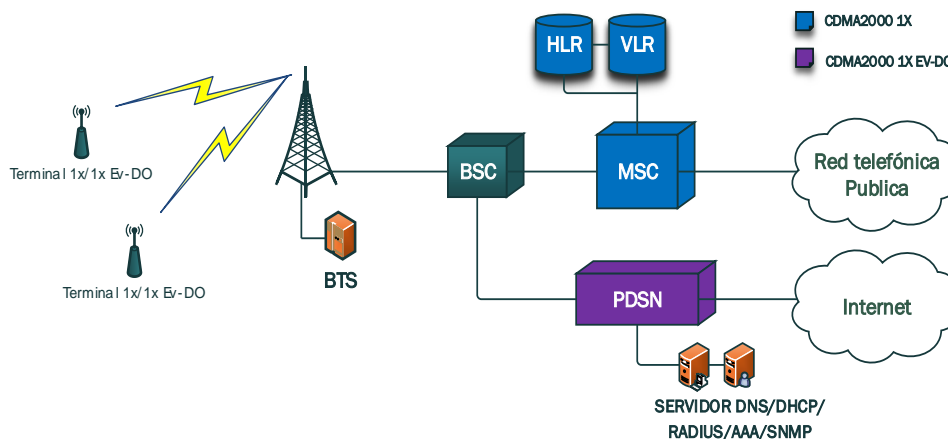 HLR
VLR
CDMA2000 1X
CDMA2000 1X EV-DO
Terminal 1x/1x Ev-DO
BSC
MSC
Red telefónica
Publica
BTS
Terminal 1x/1x Ev-DO
PDSN
Internet
SERVIDOR DNS/DHCP/
RADIUS/AAA/SNMP